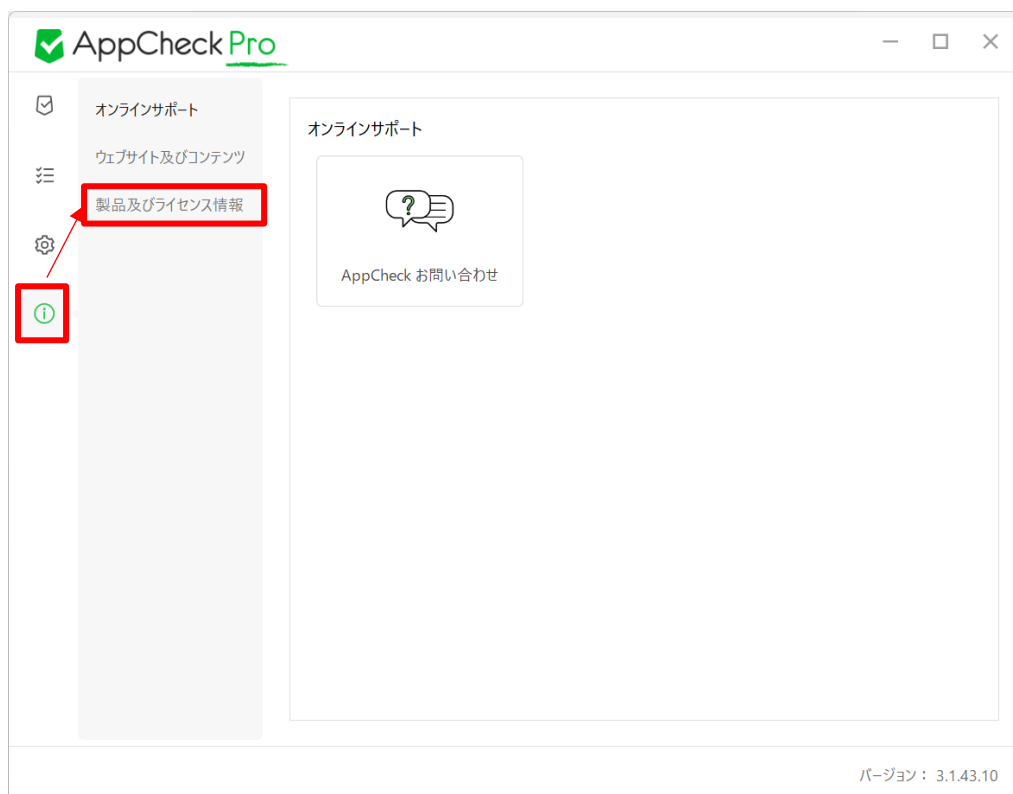 AppCheck Pro
オンラインサポート
ウェブサイト及びコンテンツ
製品及びライセンス情報
オンラインサポート
?
AppCheck お問い合わせ
バージョン： 3.1.43.10